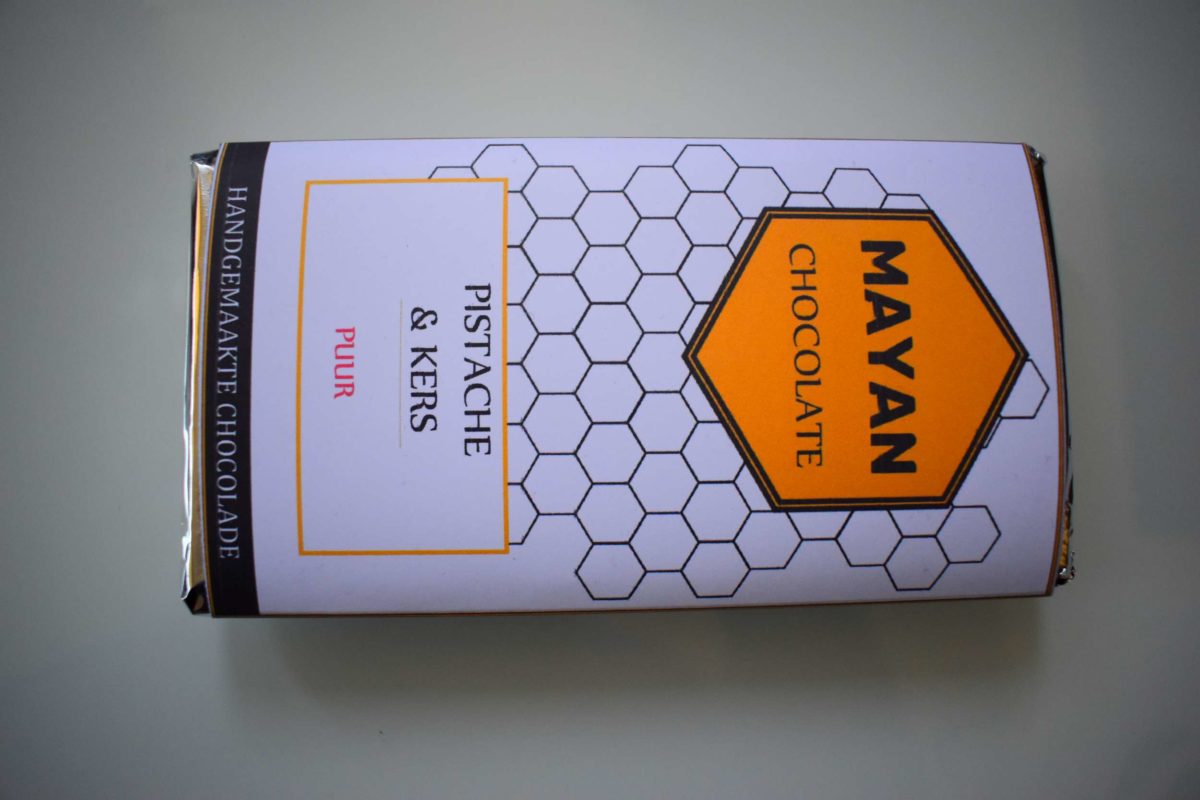 MAYAN
CHOCOLATE
PISTACHE
& KERS
PUUR
HANDGEMAAKTE CHOCOLADE